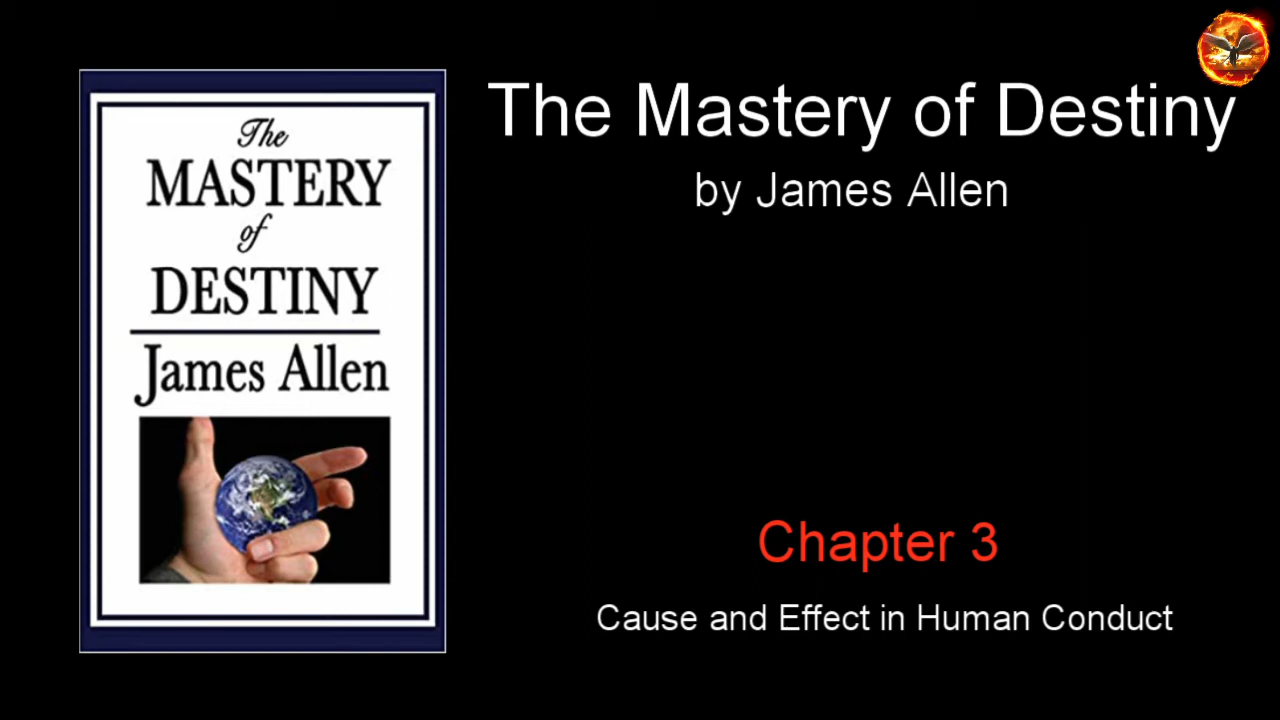 The
MASTERY
of
DESTINY
James Allen
The Mastery of Destiny
by James Allen
Chapter 3
Cause and Effect in Human Conduct